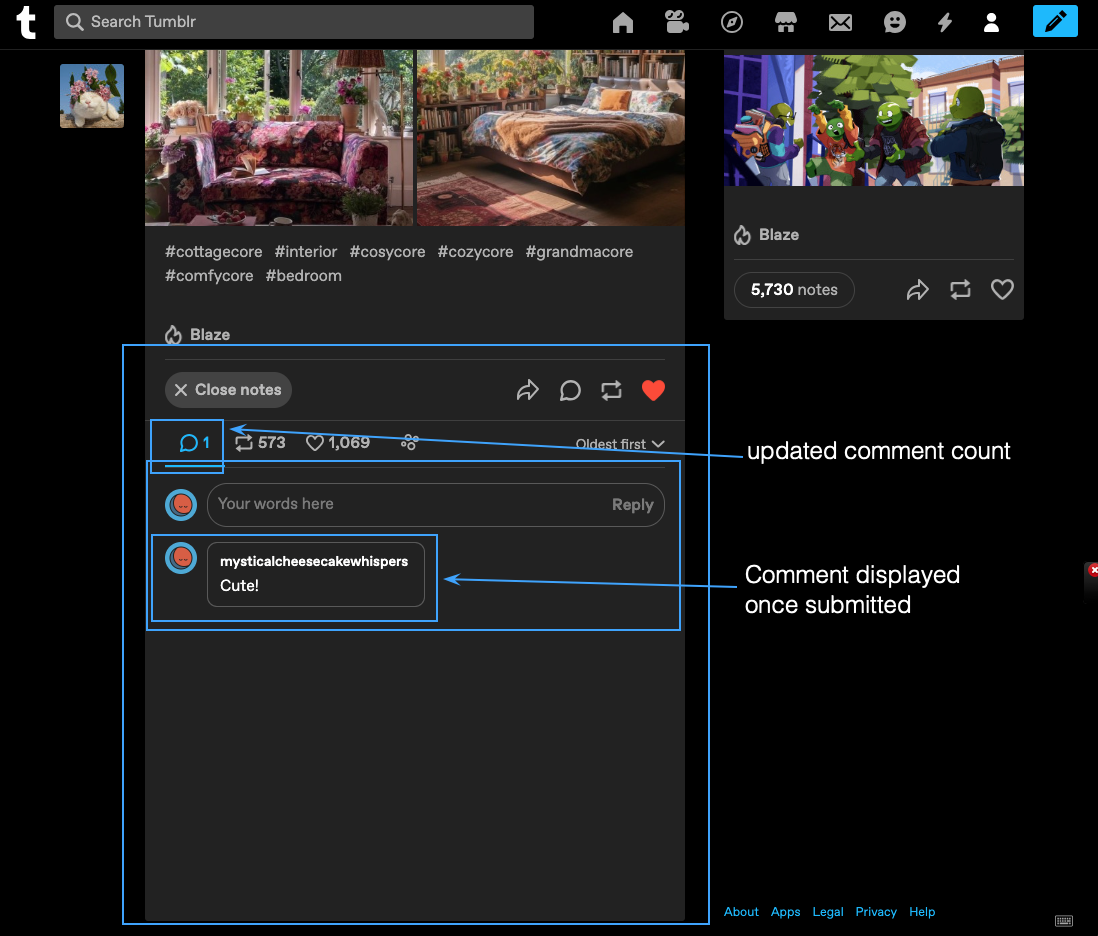 t
Search Tumblr
#cottagecore #interior #cosycore #cozycore #grandmacore
#comfycore #bedroom
Blaze
Close notes
1 573 1,069 Oldest first
Your words here Reply
mysticalcheesecakewhispers
Cute!
Blaze
5,730 notes
updated comment count
Comment displayed
once submitted
About Apps Legal Privacy Help